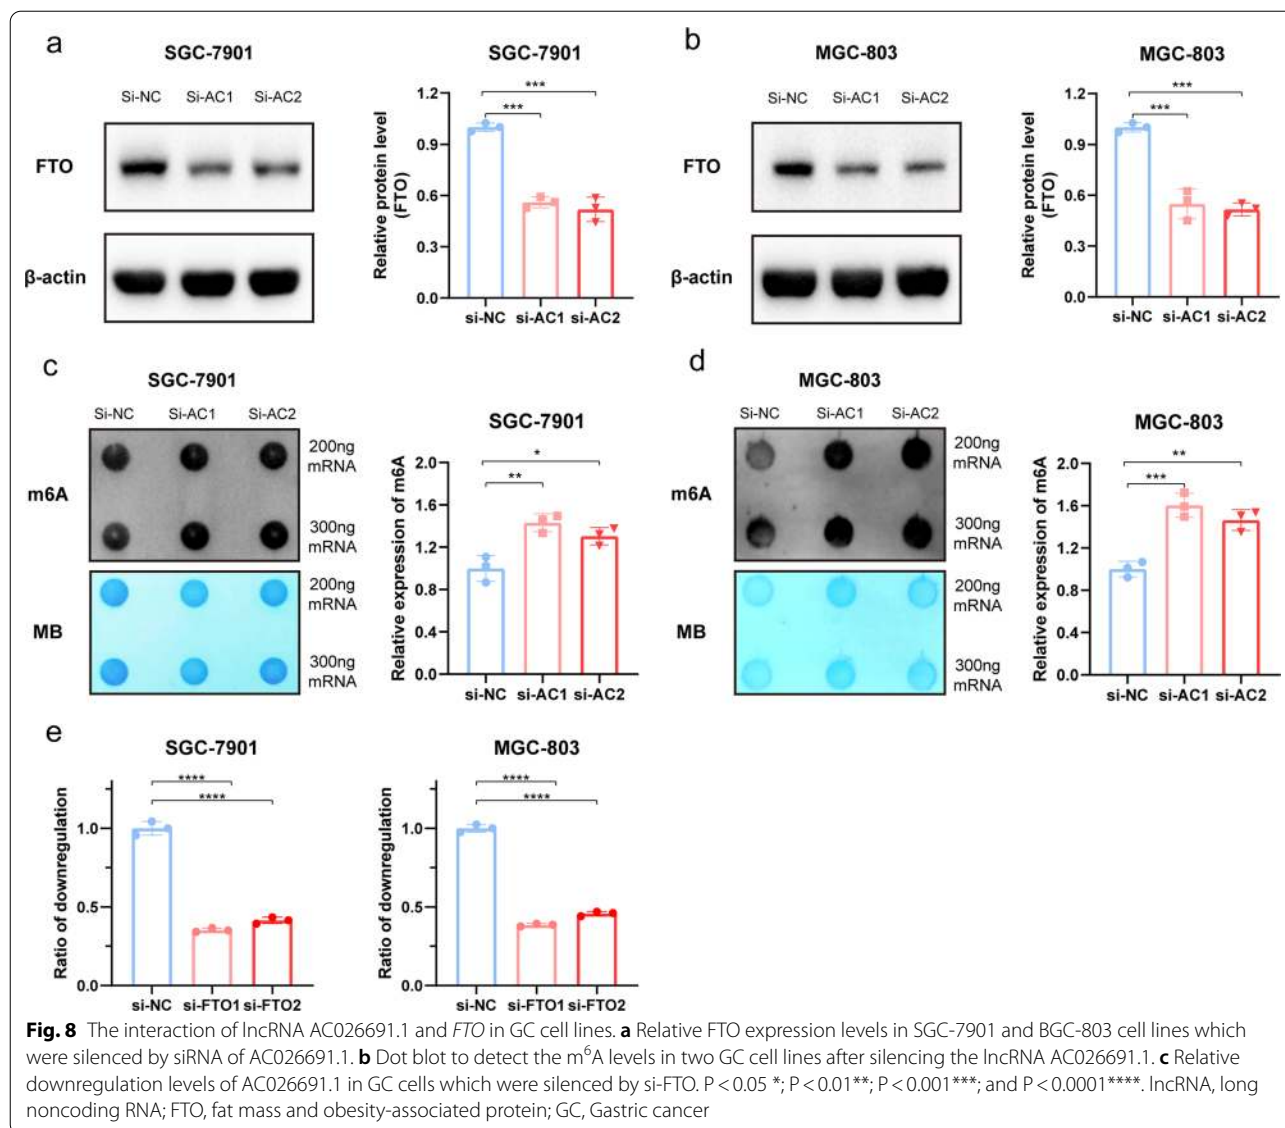 a
SGC-7901
Si-NC Si-AC1 Si-AC2
FTO
β-actin
SGC-7901
Relative protein level
(FTO)
1.2
0.9
0.6
0.3
0.0
***
***
si-NC si-AC1 si-AC2
b
MGC-803
Si-NC Si-AC1 Si-AC2
FTO
β-actin
MGC-803
Relative protein level
(FTO)
1.2
0.9
0.6
0.3
0.0
***
***
si-NC si-AC1 si-AC2
c
SGC-7901
Si-NC Si-AC1 Si-AC2
m6A
200ng
mRNA
300ng
mRNA
MB
200ng
mRNA
300ng
mRNA
SGC-7901
Relative expression of m6A
2.0
1.6
1.2
0.8
0.4
0.0
*
**
si-NC si-AC1 si-AC2
d
MGC-803
Si-NC Si-AC1 Si-AC2
m6A
200ng
mRNA
300ng
mRNA
MB
200ng
mRNA
300ng
mRNA
MGC-803
Relative expression of m6A
2.0
1.6
1.2
0.8
0.4
0.0
**
***
si-NC si-AC1 si-AC2
e
SGC-7901
Ratio of downregulation
1.0
0.5
0.0
****
****
si-NC si-FTO1 si-FTO2
MGC-803
Ratio of downregulation
1.0
0.5
0.0
****
****
si-NC si-FTO1 si-FTO2
Fig. 8 The interaction of lncRNA AC026691.1 and FTO in GC cell lines. a Relative FTO expression levels in SGC-7901 and BGC-803 cell lines which
were silenced by siRNA of AC026691.1. b Dot blot to detect the m⁶A levels in two GC cell lines after silencing the lncRNA AC026691.1. c Relative
downregulation levels of AC026691.1 in GC cells which were silenced by si-FTO. P < 0.05 *; P < 0.01**; P < 0.001***; and P < 0.0001****. lncRNA, long
noncoding RNA; FTO, fat mass and obesity-associated protein; GC, Gastric cancer